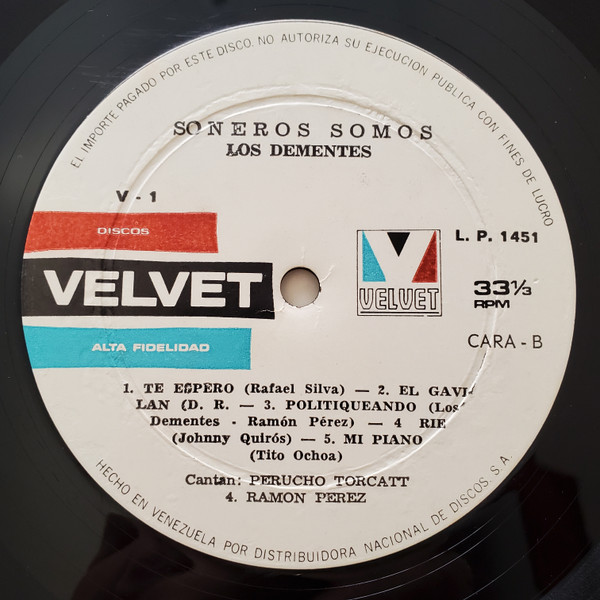 EL IMPORTE PAGADO POR ESTE DISCO. NO AUTORIZA SU EJECUCION PUBLICA CON FINES DE LUCRO
SONEROS SOMOS
LOS DEMENTES
V - 1
DISCOS
VELVET
ALTA FIDELIDAD
V
VELVET
L. P. 1451
33⅓
RPM
CARA - B
1. TE ESPERO (Rafael Silva) — 2. EL GAVI-
LAN (D. R. — 3. POLITIQUEANDO (Los
Dementes - Ramón Pérez) — 4 RIE
(Johnny Quirós) — 5. MI PIANO
(Tito Ochoa)
Cantan: PERUCHO TORCATT
4. RAMON PEREZ
HECHO EN VENEZUELA POR DISTRIBUIDORA NACIONAL DE DISCOS. S. A.